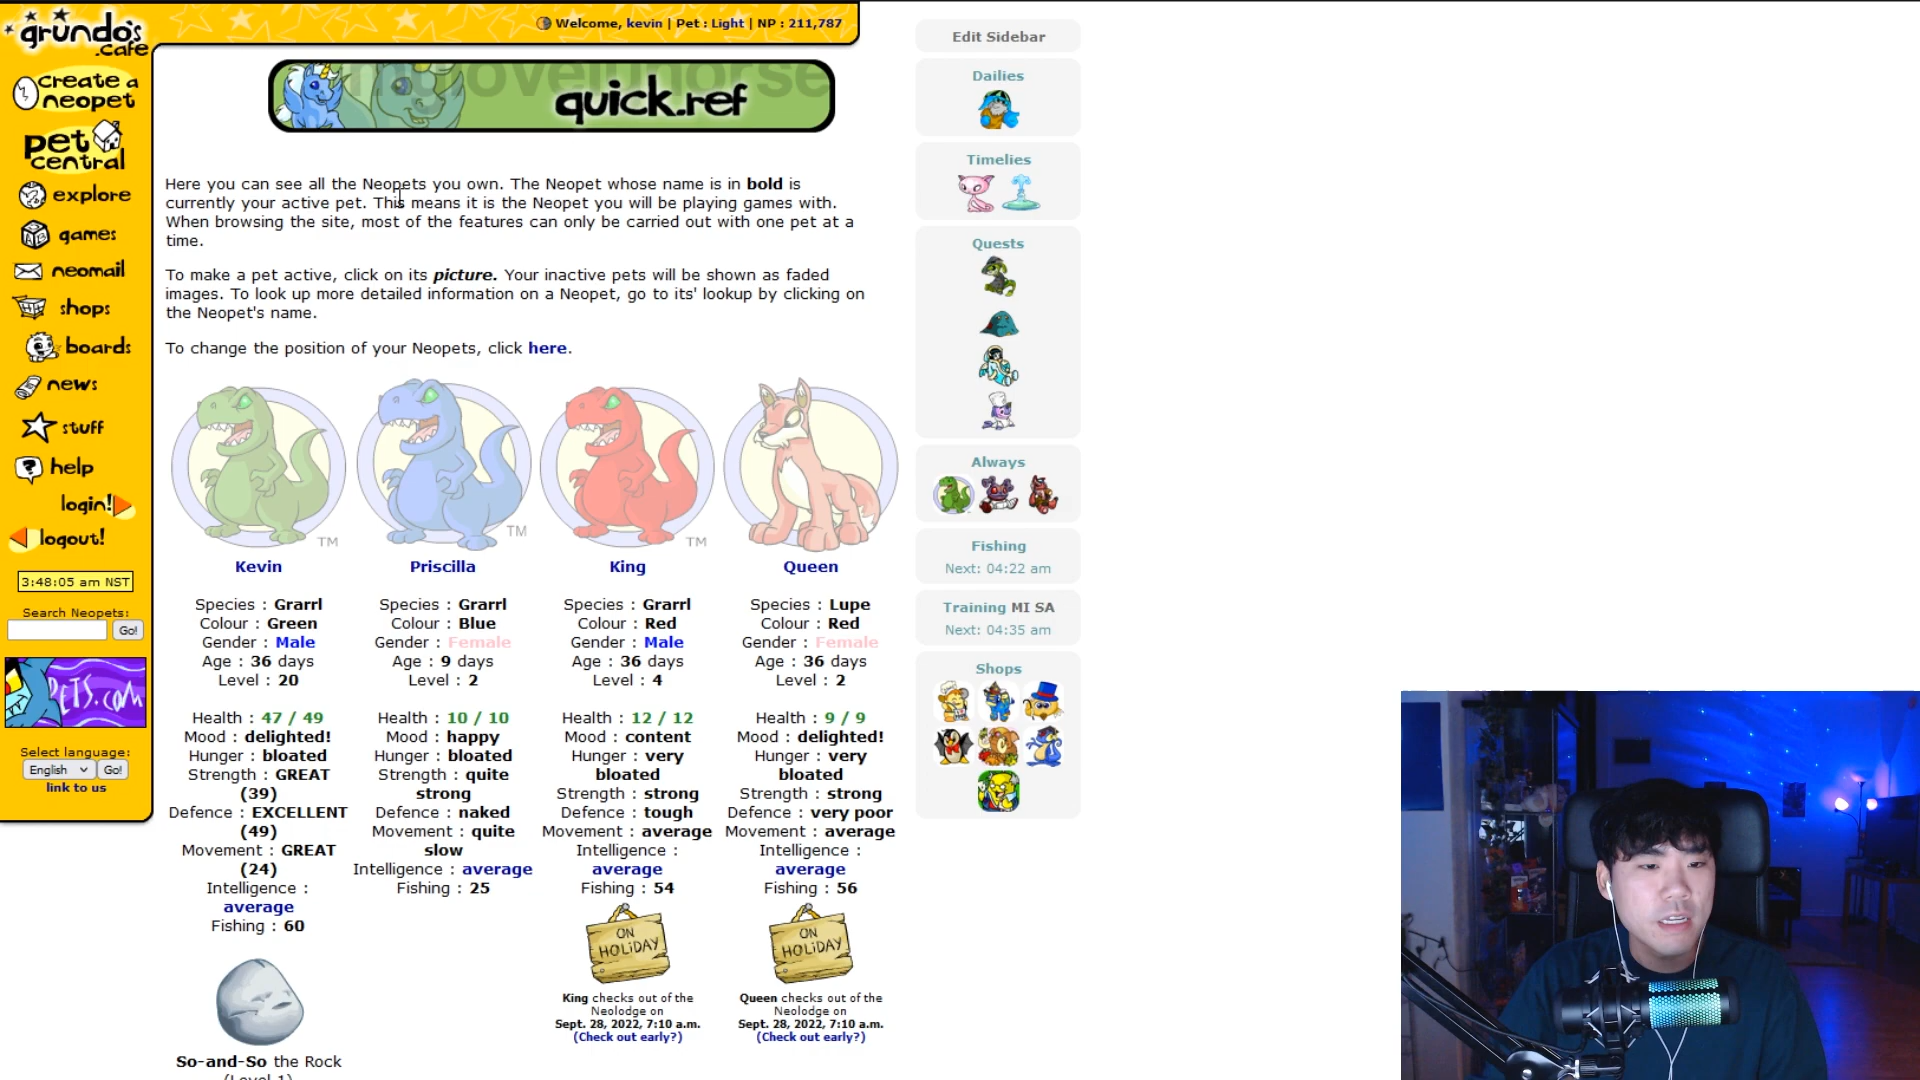 grundo's
.cafe
Welcome, kevin | Pet : Light | NP : 211,787
create a
neopet
pet
central
explore
games
neomail
shops
boards
news
stuff
help
login!
logout!
3:48:05 am NST
Search Neopets:
Go!
PETS.COM
Select language:
English Go!
link to us
quick.ref
Here you can see all the Neopets you own. The Neopet whose name is in bold is
currently your active pet. This means it is the Neopet you will be playing games with.
When browsing the site, most of the features can only be carried out with one pet at a
time.
To make a pet active, click on its picture. Your inactive pets will be shown as faded
images. To look up more detailed information on a Neopet, go to its' lookup by clicking on
the Neopet's name.
To change the position of your Neopets, click here.
TM
Kevin
Species : Grarrl
Colour : Green
Gender : Male
Age : 36 days
Level : 20
Health : 47 / 49
Mood : delighted!
Hunger : bloated
Strength : GREAT
(39)
Defence : EXCELLENT
(49)
Movement : GREAT
(24)
Intelligence :
average
Fishing : 60
So-and-So the Rock
(Level 1)
TM
Priscilla
Species : Grarrl
Colour : Blue
Gender : Female
Age : 9 days
Level : 2
Health : 10 / 10
Mood : happy
Hunger : bloated
Strength : quite
strong
Defence : naked
Movement : quite
slow
Intelligence : average
Fishing : 25
TM
King
Species : Grarrl
Colour : Red
Gender : Male
Age : 36 days
Level : 4
Health : 12 / 12
Mood : content
Hunger : very
bloated
Strength : strong
Defence : tough
Movement : average
Intelligence :
average
Fishing : 54
ON
HOLIDAY
King checks out of the
Neolodge on
Sept. 28, 2022, 7:10 a.m.
(Check out early?)
Queen
Species : Lupe
Colour : Red
Gender : Female
Age : 36 days
Level : 2
Health : 9 / 9
Mood : delighted!
Hunger : very
bloated
Strength : strong
Defence : very poor
Movement : average
Intelligence :
average
Fishing : 56
ON
HOLIDAY
Queen checks out of the
Neolodge on
Sept. 28, 2022, 7:10 a.m.
(Check out early?)
Edit Sidebar
Dailies
Timelies
Quests
Always
Fishing
Next: 04:22 am
Training MI SA
Next: 04:35 am
Shops